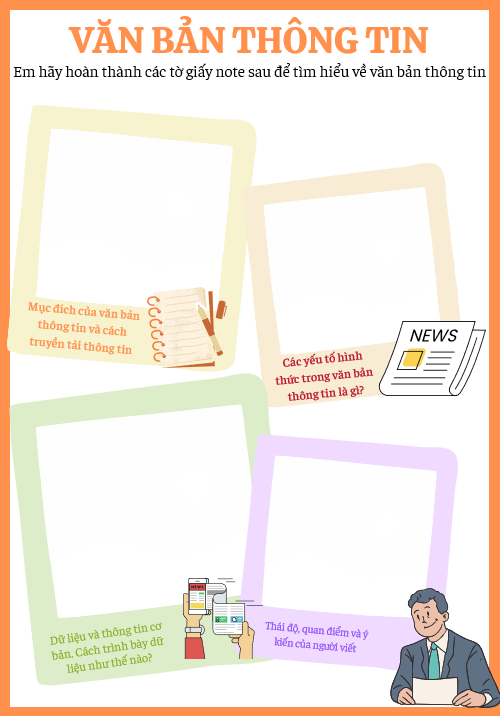 VĂN BẢN THÔNG TIN
Em hãy hoàn thành các tờ giấy note sau để tìm hiểu về văn bản thông tin
Mục đích của văn bản
thông tin và cách
truyền tải thông tin
NEWS
Các yếu tố hình
thức trong văn bản
thông tin là gì?
NEWS
Dữ liệu và thông tin cơ
bản. Cách trình bày dữ
liệu như thế nào?
Thái độ, quan điểm và ý
kiến của người viết